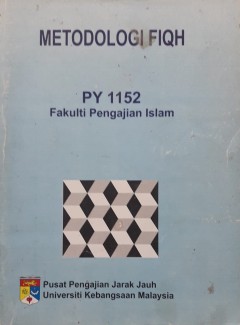 METODOLOGI FIQH
PY 1152
Fakulti Pengajian Islam
Pusat Pengajian Jarak Jauh
Universiti Kebangsaan Malaysia